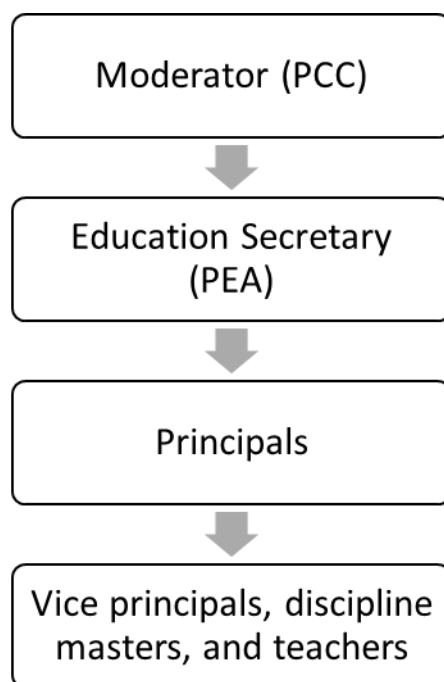 Moderator (PCC)
Education Secretary
(PEA)
Principals
Vice principals, discipline
masters, and teachers